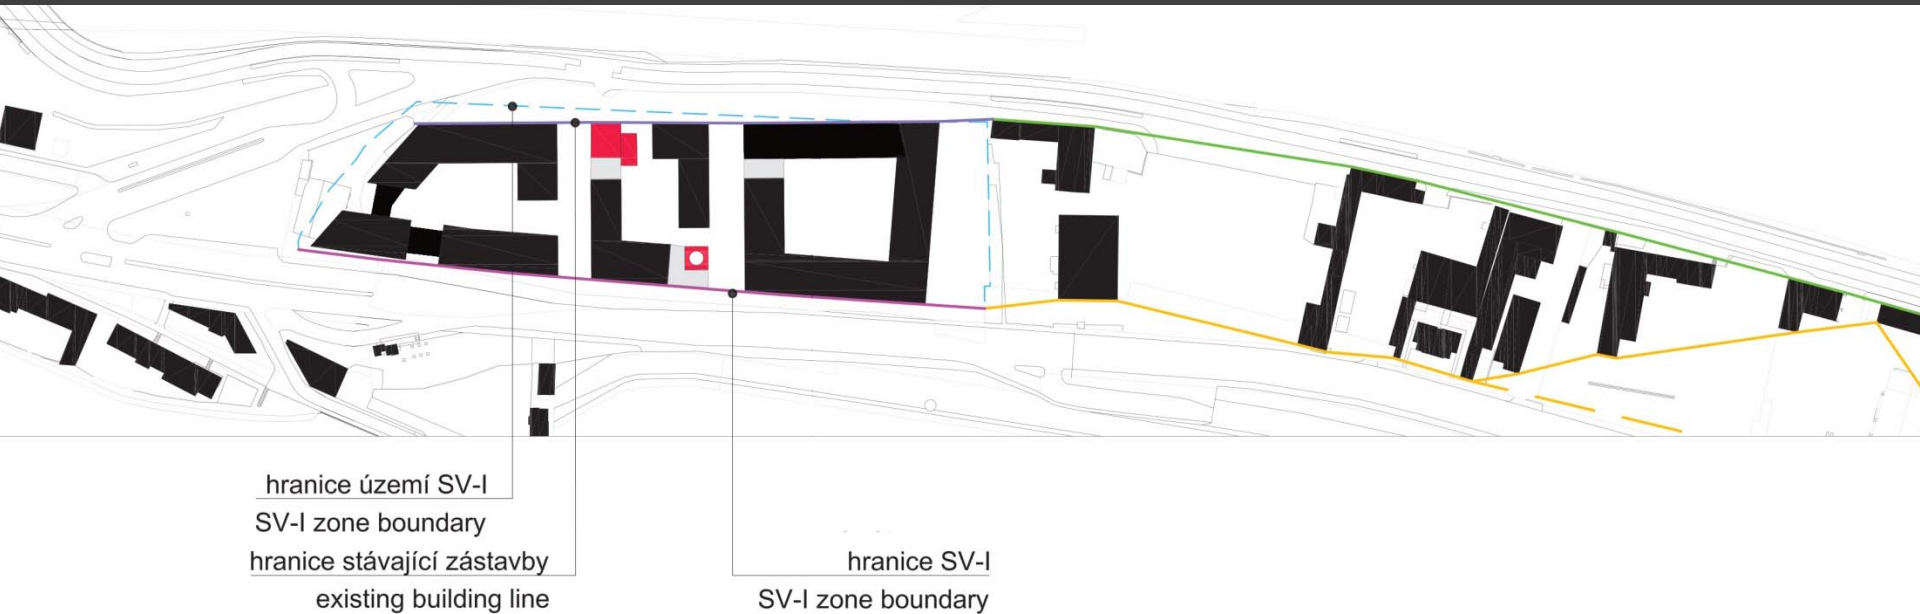 hranice území SV-I
SV-I zone boundary
hranice stávající zástavby
existing building line
hranice SV-I
SV-I zone boundary